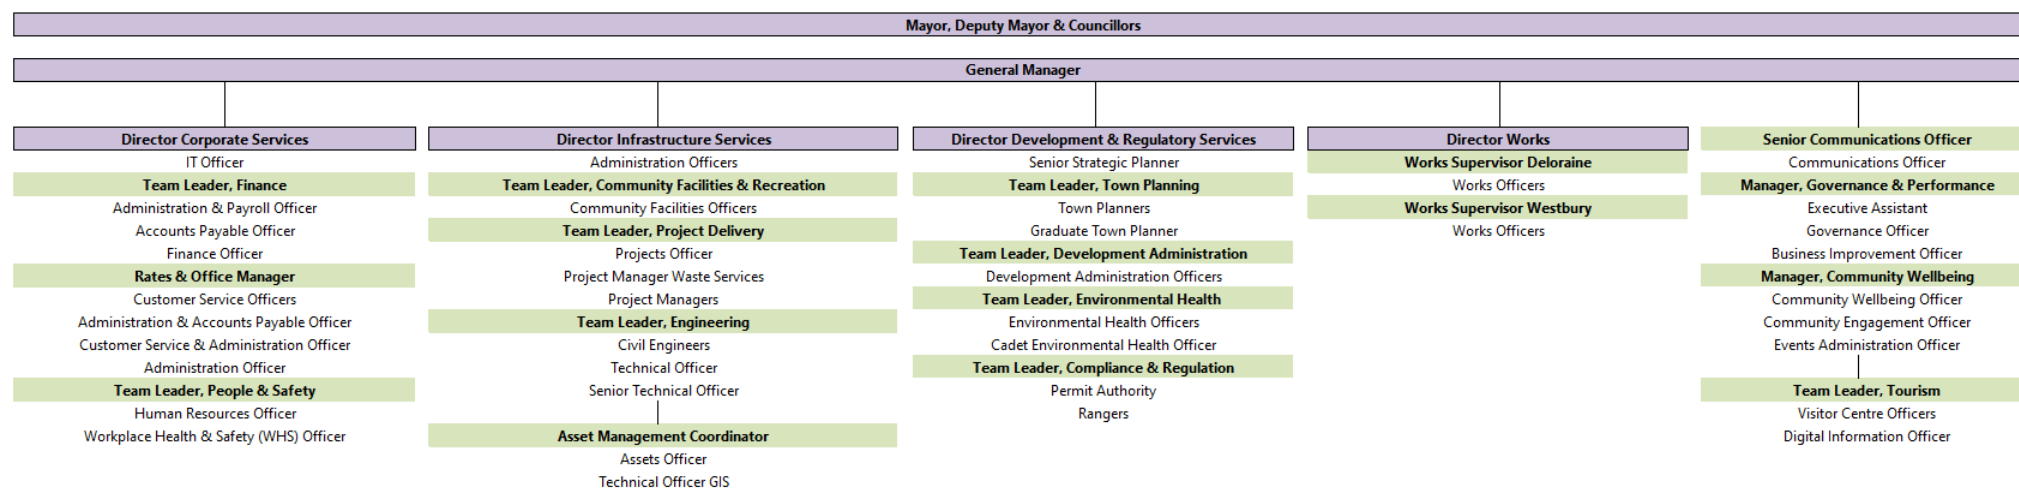 Mayor, Deputy Mayor & Councillors
General Manager
Director Corporate Services
IT Officer
Team Leader, Finance
Administration & Payroll Officer
Accounts Payable Officer
Finance Officer
Rates & Office Manager
Customer Service Officers
Administration & Accounts Payable Officer
Customer Service & Administration Officer
Administration Officer
Team Leader, People & Safety
Human Resources Officer
Workplace Health & Safety (WHS) Officer
Director Infrastructure Services
Administration Officers
Team Leader, Community Facilities & Recreation
Community Facilities Officers
Team Leader, Project Delivery
Projects Officer
Project Manager Waste Services
Project Managers
Team Leader, Engineering
Civil Engineers
Technical Officer
Senior Technical Officer
Asset Management Coordinator
Assets Officer
Technical Officer GIS
Director Development & Regulatory Services
Senior Strategic Planner
Team Leader, Town Planning
Town Planners
Graduate Town Planner
Team Leader, Development Administration
Development Administration Officers
Team Leader, Environmental Health
Environmental Health Officers
Cadet Environmental Health Officer
Team Leader, Compliance & Regulation
Permit Authority
Rangers
Director Works
Works Supervisor Deloraine
Works Officers
Works Supervisor Westbury
Works Officers
Senior Communications Officer
Communications Officer
Manager, Governance & Performance
Executive Assistant
Governance Officer
Business Improvement Officer
Manager, Community Wellbeing
Community Wellbeing Officer
Community Engagement Officer
Events Administration Officer
Team Leader, Tourism
Visitor Centre Officers
Digital Information Officer